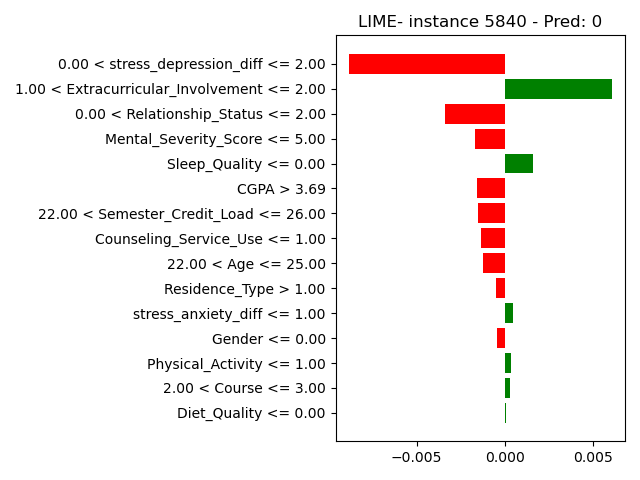 LIME- instance 5840 - Pred: 0
0.00 < stress_depression_diff <= 2.00
1.00 < Extracurricular_Involvement <= 2.00
0.00 < Relationship_Status <= 2.00
Mental_Severity_Score <= 5.00
Sleep_Quality <= 0.00
CGPA > 3.69
22.00 < Semester_Credit_Load <= 26.00
Counseling_Service_Use <= 1.00
22.00 < Age <= 25.00
Residence_Type > 1.00
stress_anxiety_diff <= 1.00
Gender <= 0.00
Physical_Activity <= 1.00
2.00 < Course <= 3.00
Diet_Quality <= 0.00
−0.005 0.000 0.005